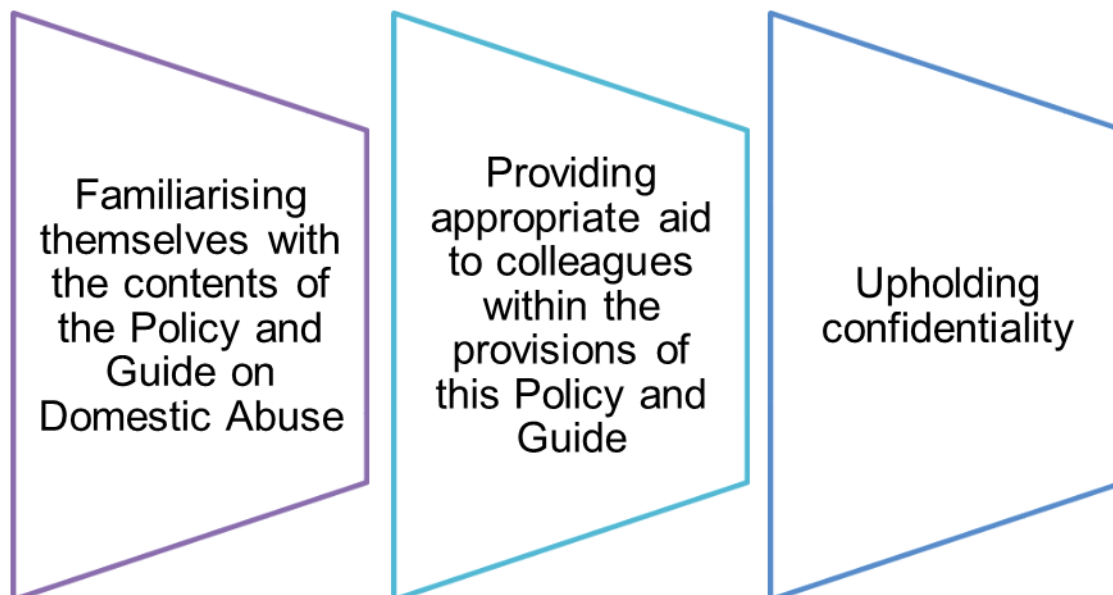 Familiarising
themselves with
the contents of
the Policy and
Guide on
Domestic Abuse
Providing
appropriate aid
to colleagues
within the
provisions of
this Policy and
Guide
Upholding
confidentiality